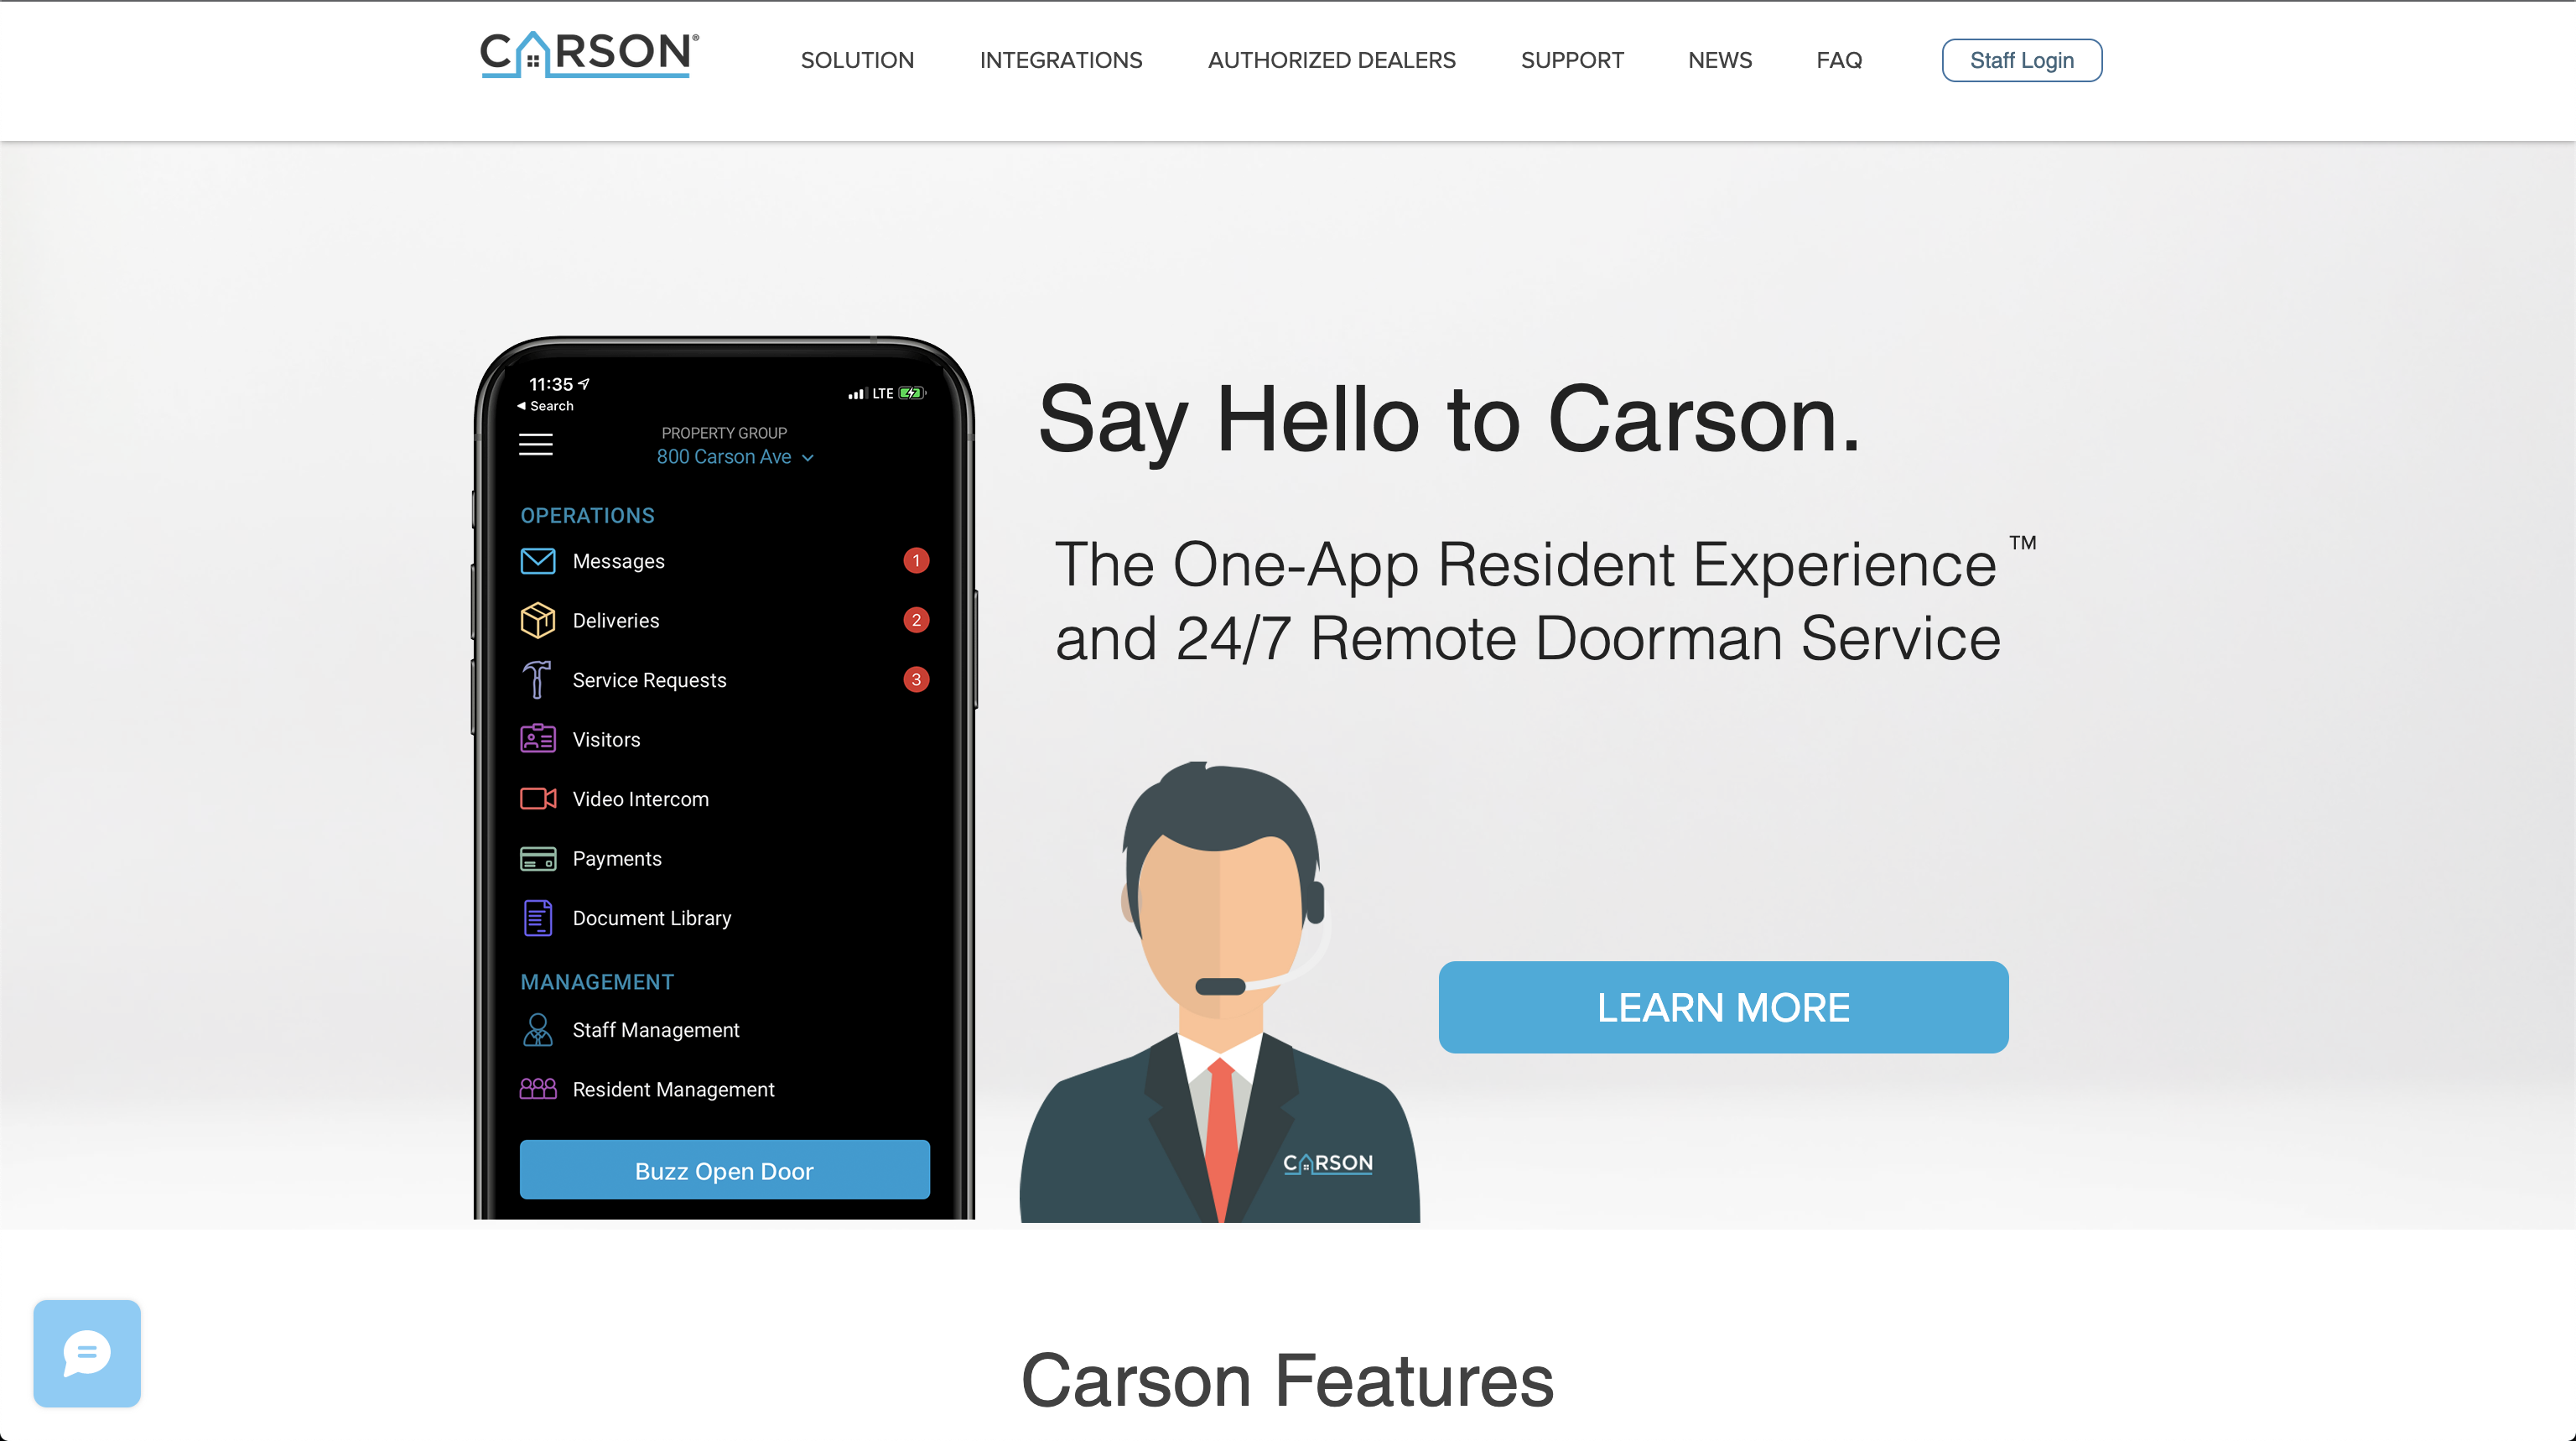 CARSON®
SOLUTION INTEGRATIONS AUTHORIZED DEALERS SUPPORT NEWS FAQ Staff Login
11:35 LTE
Search
PROPERTY GROUP
800 Carson Ave
OPERATIONS
Messages 1
Deliveries 2
Service Requests 3
Visitors
Video Intercom
Payments
Document Library
MANAGEMENT
Staff Management
Resident Management
Buzz Open Door
Say Hello to Carson.
The One-App Resident Experience™
and 24/7 Remote Doorman Service
LEARN MORE
CARSON
Carson Features